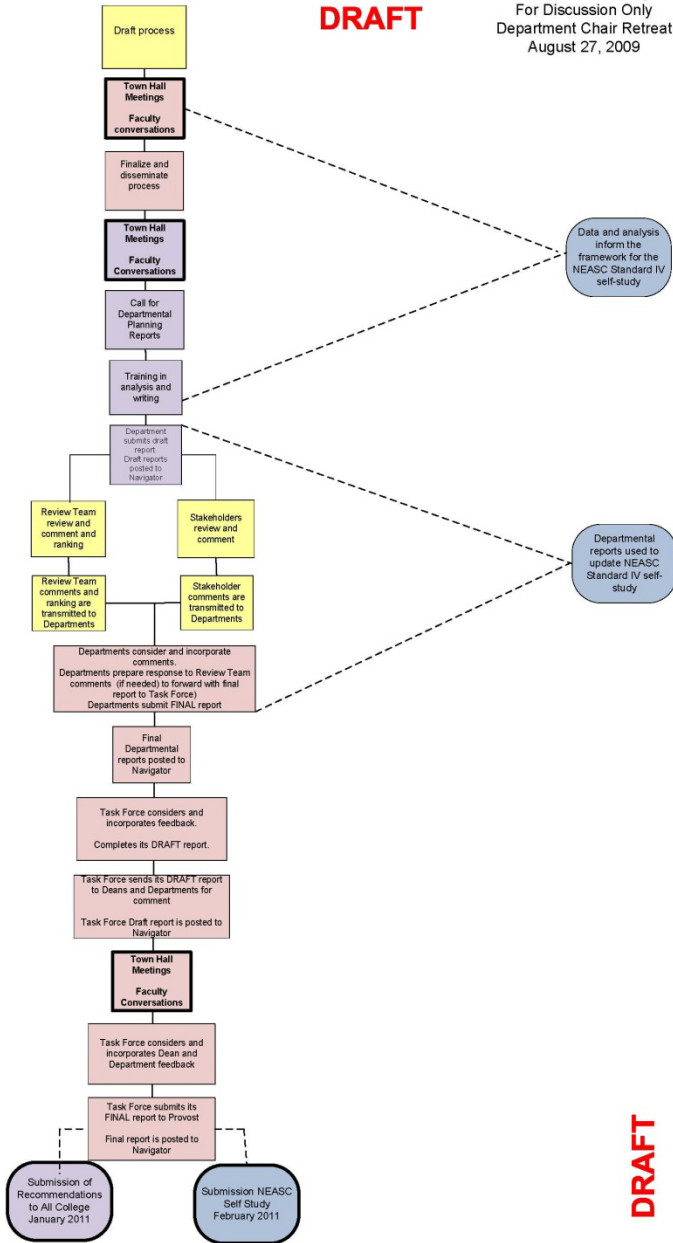 DRAFT
For Discussion Only
Department Chair Retreat
August 27, 2009
Draft process
Town Hall
Meetings
Faculty
conversations
Finalize and
disseminate
process
Town Hall
Meetings
Faculty
Conversations
Data and analysis
inform the
framework for the
NEASC Standard IV
self-study
Call for
Departmental
Planning
Reports
Training in
analysis and
writing
Department
submits draft
report.
Draft reports
posted to
Navigator
Review Team
review and
comment and
ranking
Stakeholders
review and
comment
Departmental
reports used to
update NEASC
Standard IV self-
study
Review Team
comments and
ranking are
transmitted to
Departments
Stakeholder
comments are
transmitted to
Departments
Departments consider and incorporate
comments.
Departments prepare response to Review Team
comments (if needed) to forward with final
report to Task Force)
Departments submit FINAL report
Final
Departmental
reports posted to
Navigator
Task Force considers and
incorporates feedback.
Completes its DRAFT report.
Task Force sends its DRAFT report
to Deans and Departments for
comment
Task Force Draft report is posted to
Navigator
Town Hall
Meetings
Faculty
Conversations
Task Force considers and
incorporates Dean and
Department feedback
Task Force submits its
FINAL report to Provost
Final report is posted to
Navigator
Submission of
Recommendations
to All College
January 2011
Submission NEASC
Self Study
February 2011
DRAFT